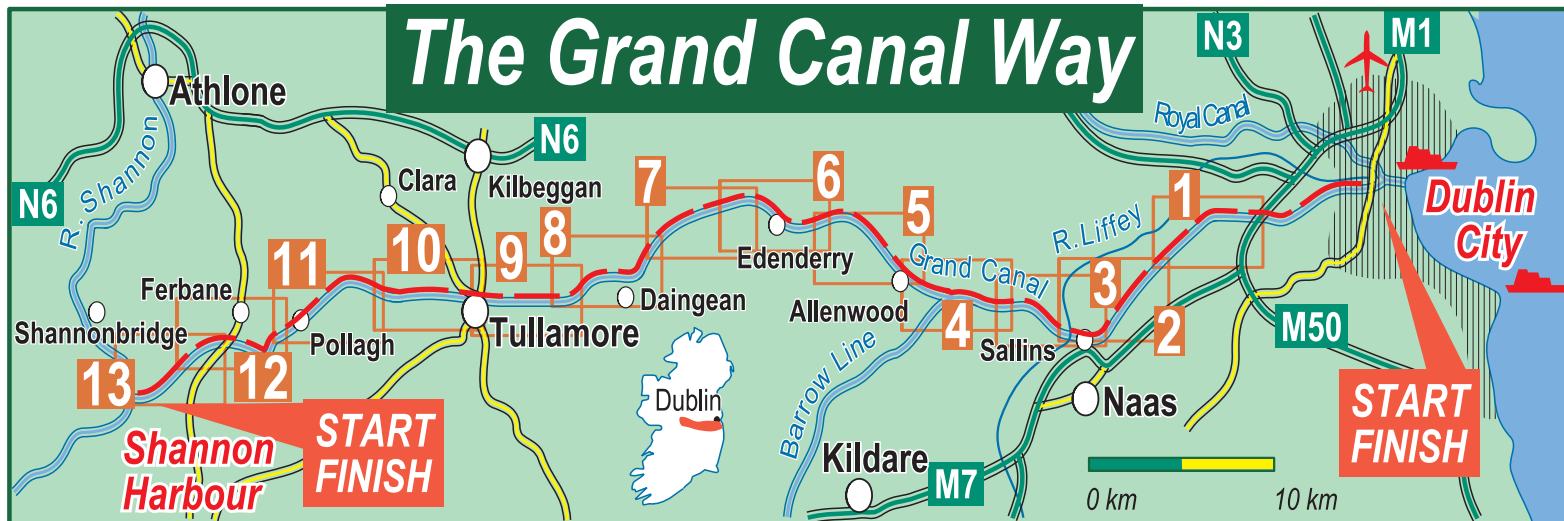 The Grand Canal Way
N3
M1
Athlone
Royal Canal
N6
R. Shannon
Clara
Kilbeggan
7
6
1
N6
8
5
R. Liffey
Dublin
City
10
9
11
Edenderry
Grand Canal
3
Ferbane
Daingean
Allenwood
Shannonbridge
Pollagh
Tullamore
4
Sallins
2
M50
13
12
Barrow Line
Dublin
Naas
START
FINISH
START
FINISH
Shannon
Harbour
Kildare
M7
0 km
10 km